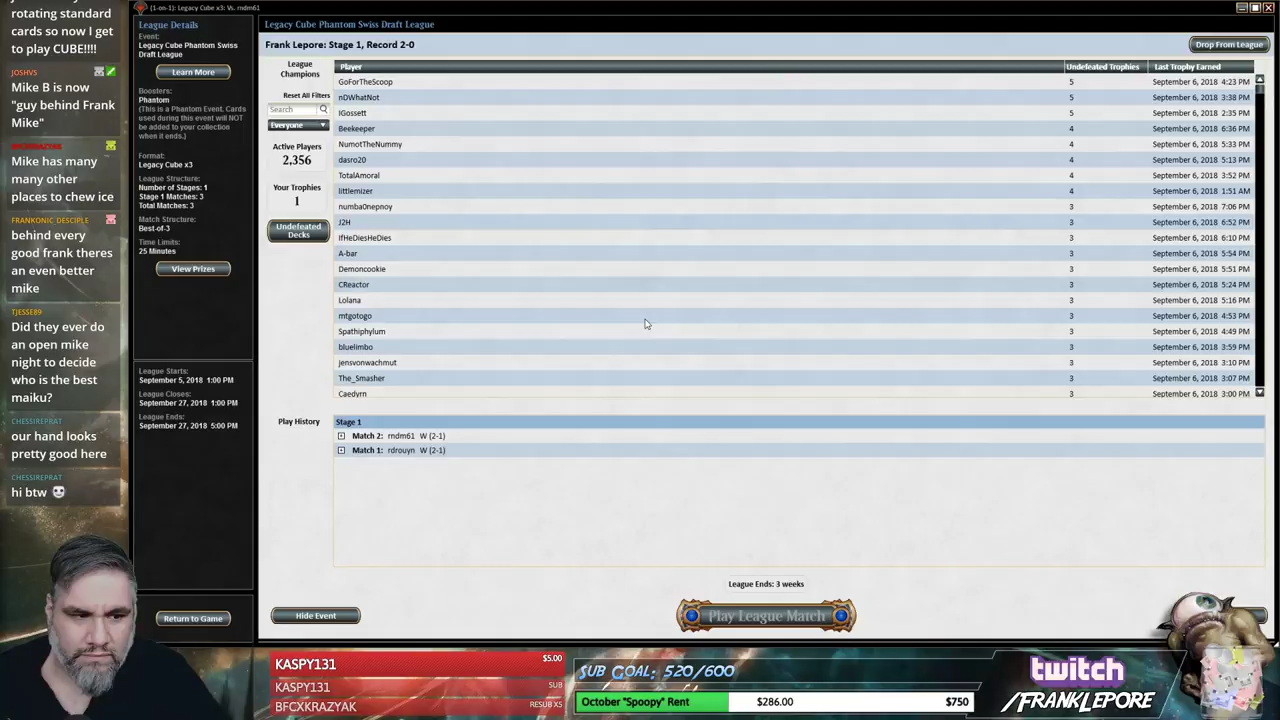 rotating
standard
cards so now I get
to play CUBE!!!!
JOSHVS
Mike B is now
"guy behind Frank
Mike"
BFCXKRAZYAK
Mike has many
many other
places to chew ice
FRANKONIC_DESCIPLE
behind every
good frank theres
an even better
mike
TJESSE89
Did they ever do
an open mike
night to decide
who is the best
maiku?
CHESSIREPRAT
our hand looks
pretty good here
CHESSIREPRAT
hi btw
(1-on-1): Legacy Cube x3: Vs. rndm61
League Details
Event:
Legacy Cube Phantom Swiss
Draft League
Learn More
Boosters:
Phantom
(This is a Phantom Event. Cards
used during this event will NOT
be added to your collection
when it ends.)
Format:
Legacy Cube x3
League Structure:
Number of Stages: 1
Stage 1 Matches: 3
Total Matches: 3
Match Structure:
Best-of-3
Time Limits:
25 Minutes
View Prizes
League Starts:
September 5, 2018 1:00 PM
League Closes:
September 27, 2018 1:00 PM
League Ends:
September 27, 2018 5:00 PM
Return to Game
Legacy Cube Phantom Swiss Draft League
Frank Lepore: Stage 1, Record 2-0
Drop From League
League
Champions
Reset All Filters
Search
Everyone
Active Players
2,356
Your Trophies
1
Undefeated
Decks
Player Undefeated Trophies Last Trophy Earned
GoForTheScoop 5 September 6, 2018 4:23 PM
nDWhatNot 5 September 6, 2018 3:38 PM
IGossett 5 September 6, 2018 2:35 PM
Beekeeper 4 September 6, 2018 6:36 PM
NumotTheNummy 4 September 6, 2018 5:33 PM
dasro20 4 September 6, 2018 5:13 PM
TotalAmoral 4 September 6, 2018 3:52 PM
littlemizer 4 September 6, 2018 1:51 AM
numba0nepnoy 3 September 6, 2018 7:06 PM
J2H 3 September 6, 2018 6:52 PM
IfHeDiesHeDies 3 September 6, 2018 6:10 PM
A-bar 3 September 6, 2018 5:54 PM
Demoncookie 3 September 6, 2018 5:51 PM
CReactor 3 September 6, 2018 5:24 PM
Lolana 3 September 6, 2018 5:16 PM
mtgotogo 3 September 6, 2018 4:53 PM
Spathiphylum 3 September 6, 2018 4:49 PM
bluelimbo 3 September 6, 2018 3:59 PM
jensvonwachmut 3 September 6, 2018 3:10 PM
The_Smasher 3 September 6, 2018 3:07 PM
Caedyrn 3 September 6, 2018 3:00 PM
Play History
Stage 1
Match 2: rndm61 W (2-1)
Match 1: rdrouyn W (2-1)
League Ends: 3 weeks
Hide Event
Play League Match
KASPY131 $5.00
KASPY131 SUB
BFCXKRAZYAK RESUB X5
SUB GOAL: 520/600
October "Spoopy" Rent $286.00 $750
twitch
/FRANKLEPORE